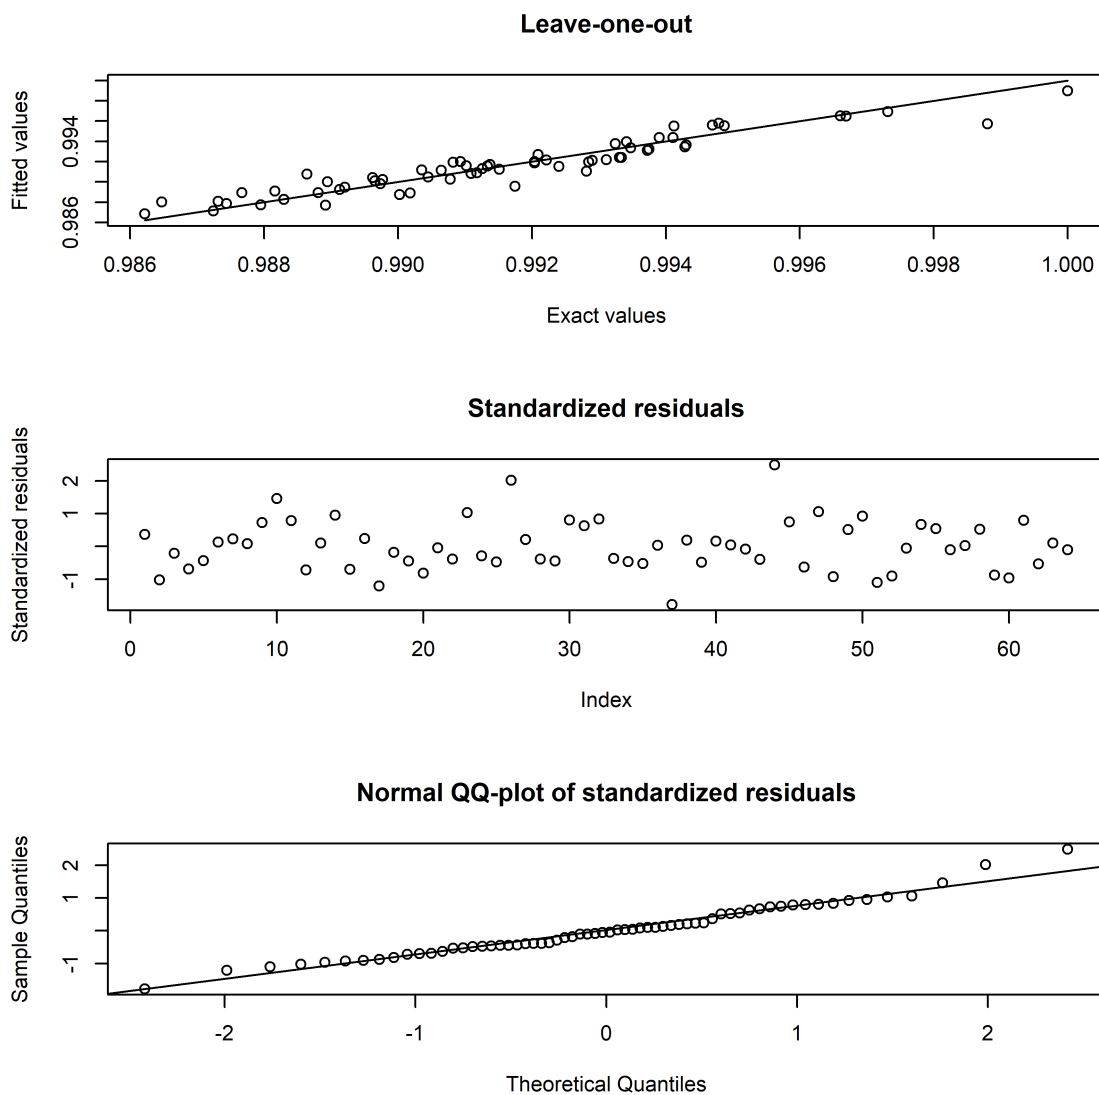 Leave-one-out
Fitted values
0.994
0.986
0.986 0.988 0.990 0.992 0.994 0.996 0.998 1.000
Exact values
Standardized residuals
Standardized residuals
2
1
-1
0 10 20 30 40 50 60
Index
Normal QQ-plot of standardized residuals
Sample Quantiles
2
1
-1
-2 -1 0 1 2
Theoretical Quantiles